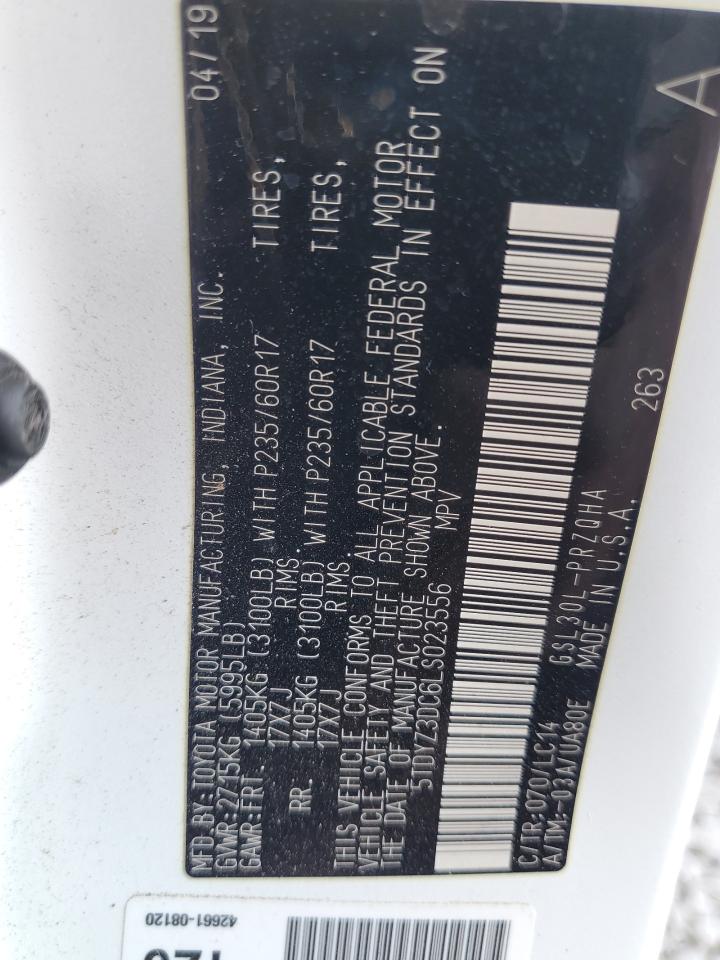 MFD.BY:TOYOTA MOTOR MANUFACTURING, INDIANA, INC. 04/19
GVWR:2715KG (5995LB)
GAWR:FRT. 1405KG (3100LB) WITH P235/60R17 TIRES,
17X7J RIMS.
RR. 1405KG (3100LB) WITH P235/60R17 TIRES,
17X7J RIMS.
THIS VEHICLE CONFORMS TO ALL APPLICABLE FEDERAL MOTOR
VEHICLE SAFETY AND THEFT PREVENTION STANDARDS IN EFFECT ON
THE DATE OF MANUFACTURE SHOWN ABOVE.
5TDYZ3DC6LS023556 MPV
C/TR:070/LC14 GSL30L-PRZQHA 263
A/TM:-03A/UA80E MADE IN U.S.A. A
42661-08120